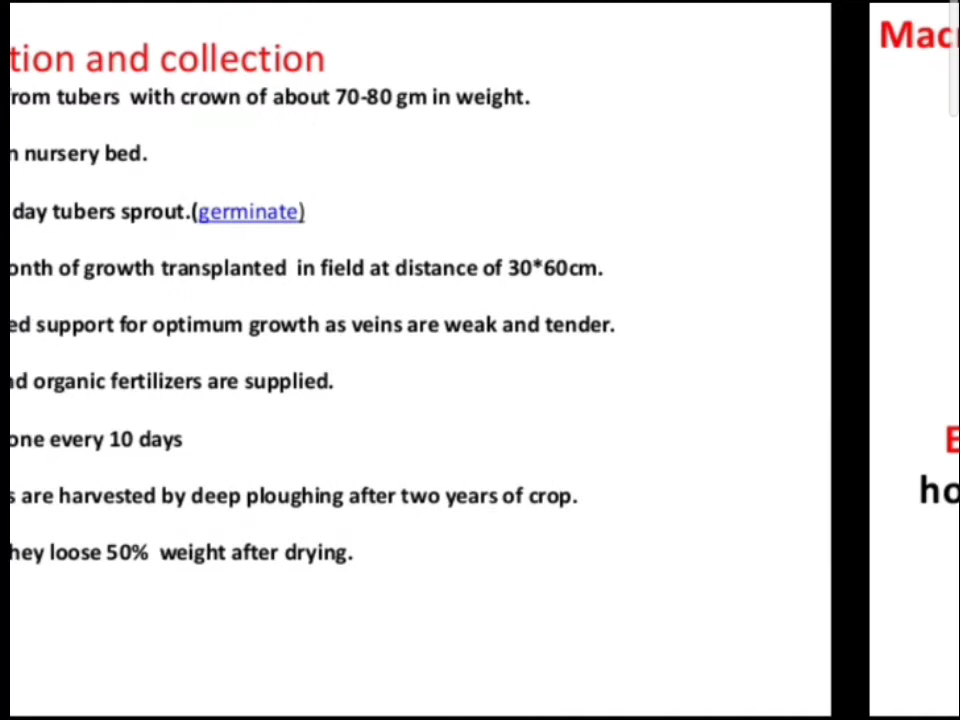 tion and collection
from tubers with crown of about 70-80 gm in weight.
n nursery bed.
day tubers sprout.(germinate)
onth of growth transplanted in field at distance of 30*60cm.
ed support for optimum growth as veins are weak and tender.
nd organic fertilizers are supplied.
one every 10 days
s are harvested by deep ploughing after two years of crop.
hey loose 50% weight after drying.
Mac
E
ho